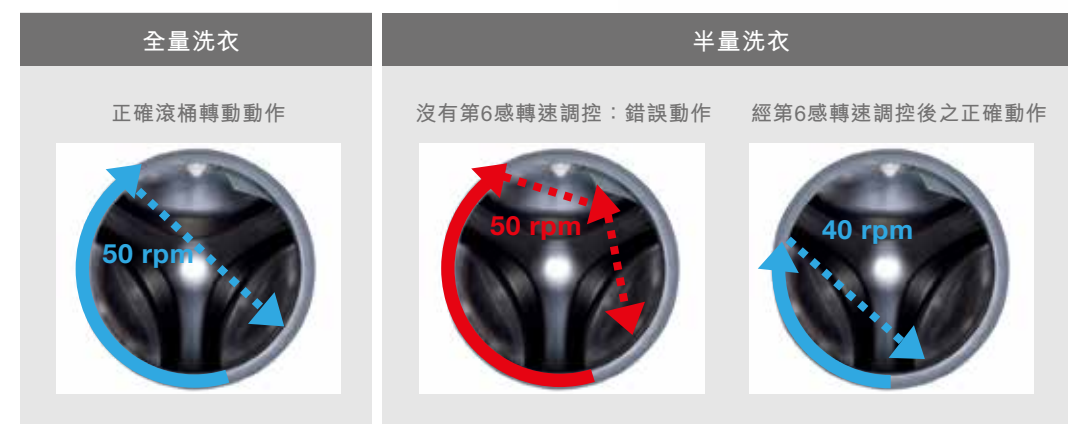 全量洗衣
半量洗衣
正確滾桶轉動動作
沒有第6感轉速調控：錯誤動作
經第6感轉速調控後之正確動作
50 rpm
50 rpm
40 rpm